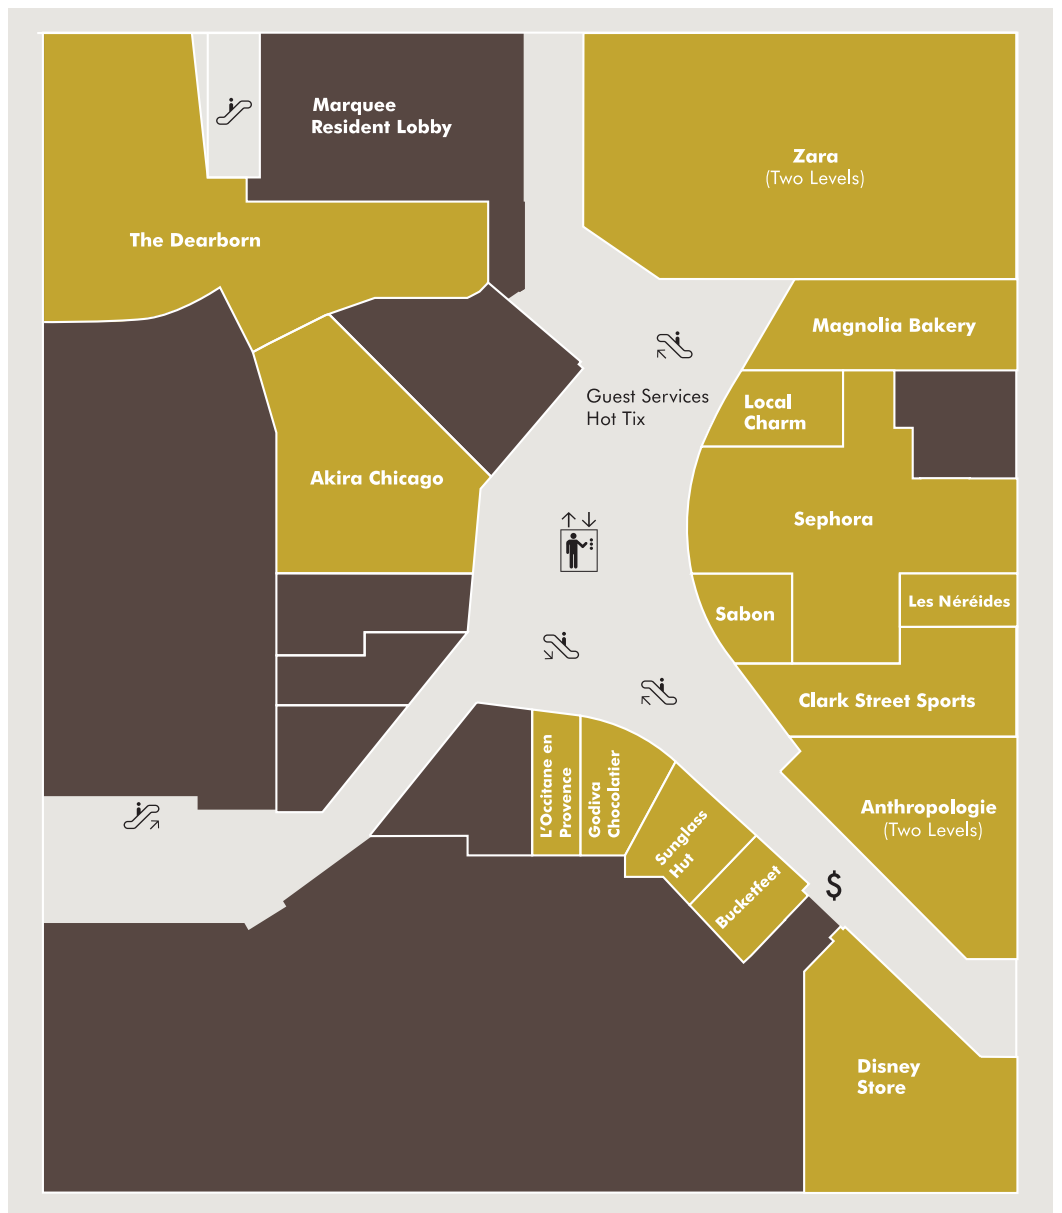 Marquee
Resident Lobby
Zara
(Two Levels)
The Dearborn
Magnolia Bakery
Guest Services
Hot Tix
Local
Charm
Akira Chicago
Sephora
Les Néréides
Sabon
Clark Street Sports
L'Occitane en
Provence
Godiva
Chocolatier
Sunglass
Hut
Bucketfeet
Anthropologie
(Two Levels)
$
Disney
Store